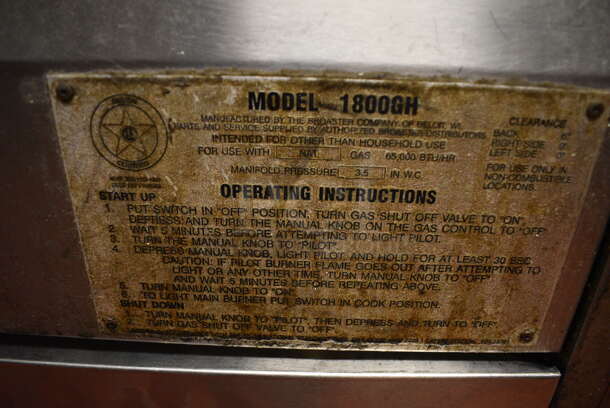 MODEL 1800GH
MANUFACTURED BY THE BROASTER COMPANY OF BELOIT, WI.
PARTS AND SERVICE SUPPLIED BY AUTHORIZED BROASTER DISTRIBUTORS.
INTENDED FOR OTHER THAN HOUSEHOLD USE
FOR USE WITH NAT. GAS 65,000 BTU/HR
MANIFOLD PRESSURE 3.5 IN W.C.
CLEARANCE
BACK
RIGHT SIDE
LEFT SIDE
FOR USE ONLY IN
NON-COMBUSTIBLE
LOCATIONS.
OPERATING INSTRUCTIONS
START UP
1. PUT SWITCH IN "OFF" POSITION, TURN GAS SHUT OFF VALVE TO "ON",
DEPRESS AND TURN THE MANUAL KNOB ON THE GAS CONTROL TO "OFF"
2. WAIT 5 MINUTES BEFORE ATTEMPTING TO LIGHT PILOT.
3. TURN THE MANUAL KNOB TO "PILOT".
4. DEPRESS MANUAL KNOB, LIGHT PILOT, AND HOLD FOR AT LEAST 30 SEC.
CAUTION: IF PILOT BURNER FLAME GOES OUT AFTER ATTEMPTING TO
LIGHT OR ANY OTHER TIME, TURN MANUAL KNOB TO "OFF"
AND WAIT 5 MINUTES BEFORE REPEATING ABOVE.
5. TURN MANUAL KNOB TO "ON"
6. TO LIGHT MAIN BURNER PUT SWITCH IN COOK POSITION.
SHUT DOWN
1. TURN MANUAL KNOB TO "PILOT", THEN DEPRESS AND TURN TO "OFF".
2. TURN GAS SHUT OFF VALVE TO "OFF".